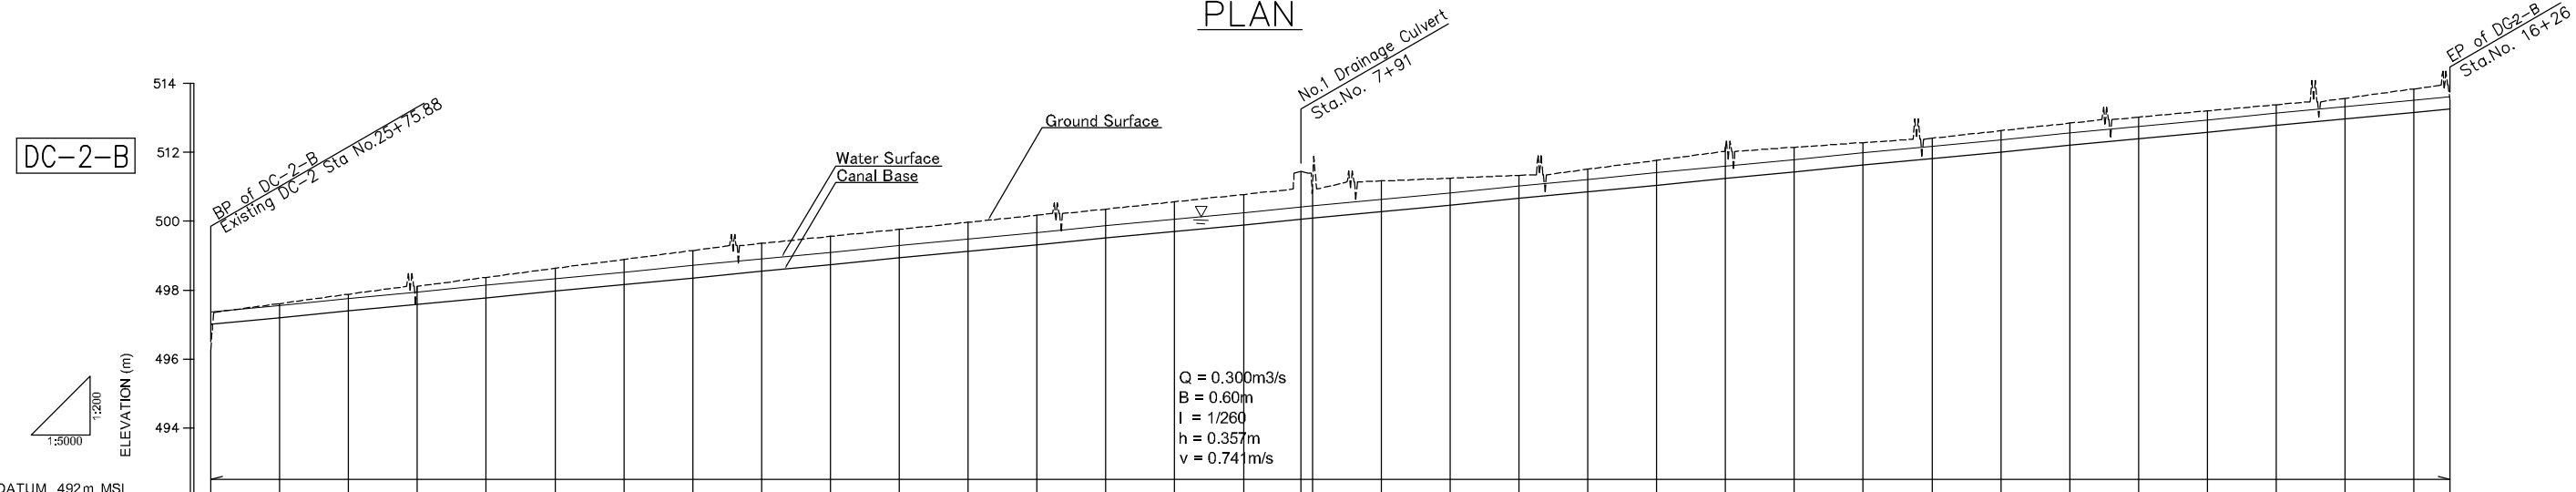 PLAN
DC-2-B
BP of DC-2-B
Existing DC-2 Sta No.25+75.88
Water Surface
Canal Base
Ground Surface
No.1 Drainage Culvert
Sta.No. 7+91
EP of DC-2-B
Sta.No. 16+26
514
512
500
498
496
494
ELEVATION (m)
1:200
1:5000
Q = 0.300m3/s
B = 0.60m
I = 1/260
h = 0.357m
v = 0.741m/s
DATUM 492m MSL